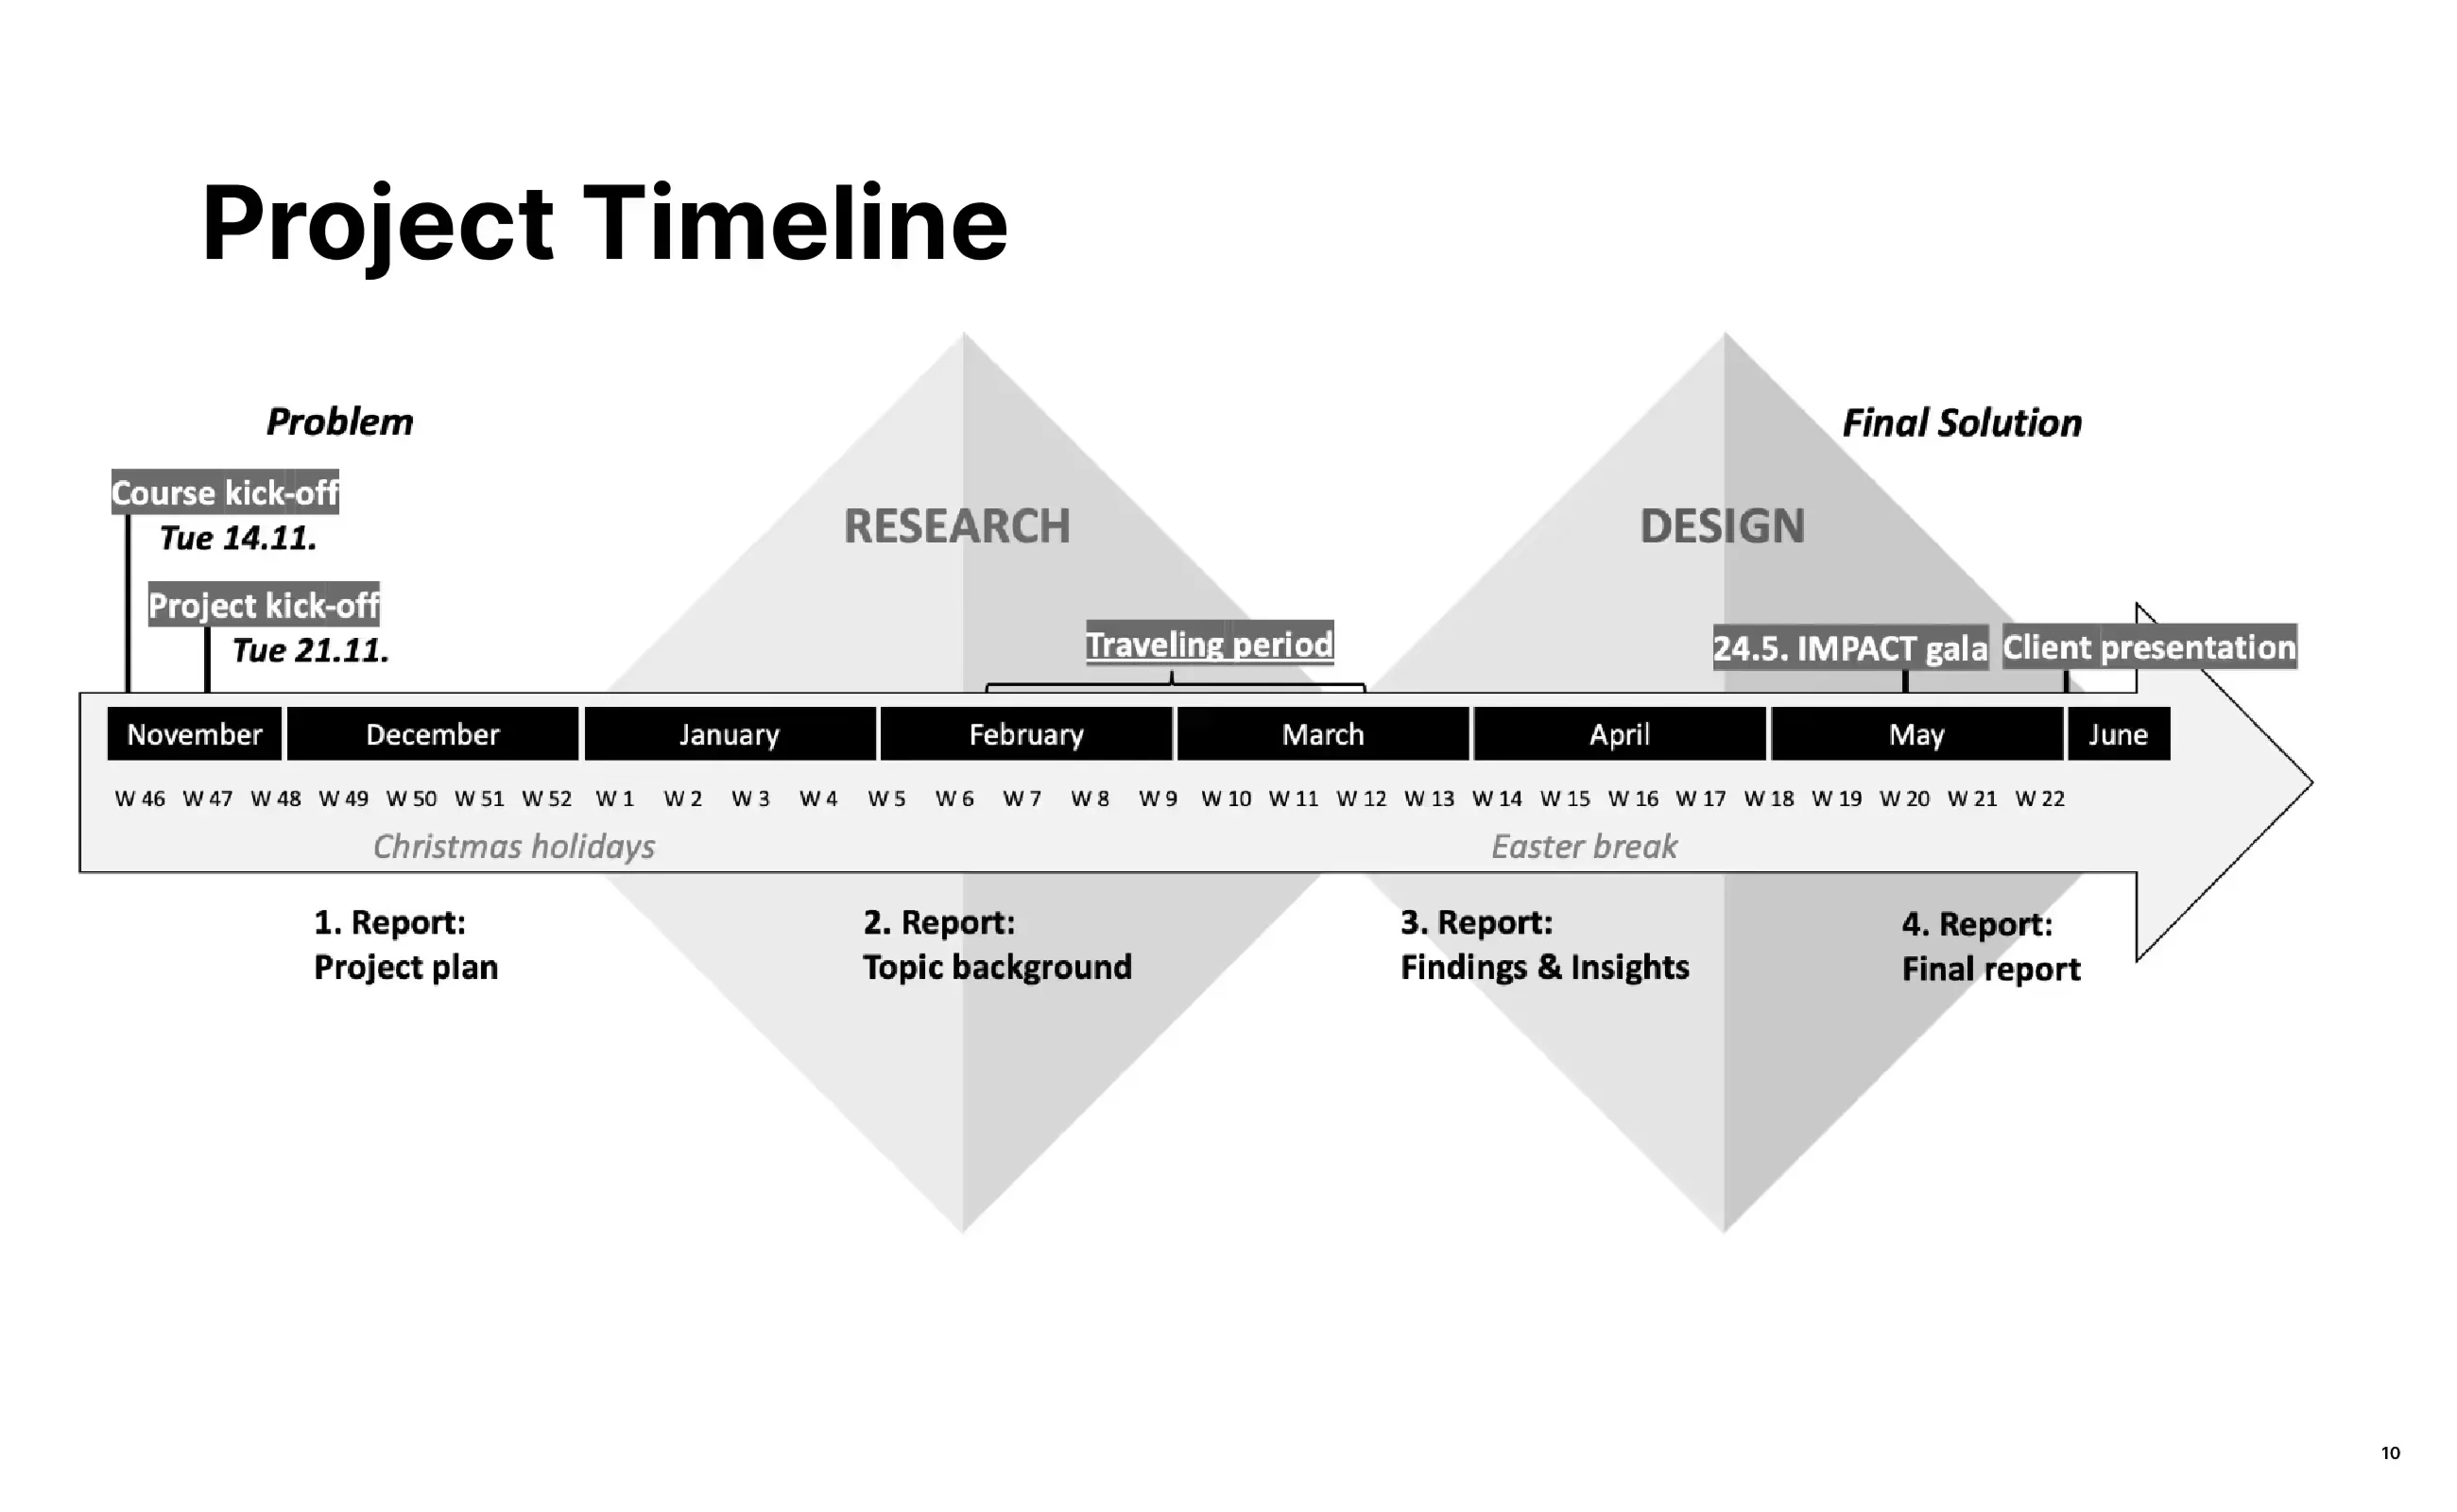 Project Timeline
Problem
Final Solution
Course kick-off
Tue 14.11.
RESEARCH
DESIGN
Project kick-off
Tue 21.11.
Traveling period
24.5. IMPACT gala
Client presentation
November December January February March April May June
W 46 W 47 W 48 W 49 W 50 W 51 W 52 W 1 W 2 W 3 W 4 W 5 W 6 W 7 W 8 W 9 W 10 W 11 W 12 W 13 W 14 W 15 W 16 W 17 W 18 W 19 W 20 W 21 W 22
Christmas holidays
Easter break
1. Report:
Project plan
2. Report:
Topic background
3. Report:
Findings & Insights
4. Report:
Final report
10